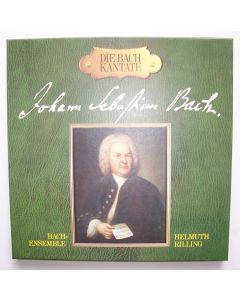 DIE BACH
KANTATE
Johann Sebastian Bach.
BACH-
ENSEMBLE
HELMUTH
RILLING